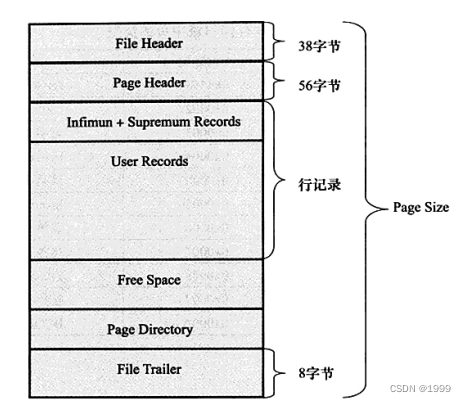 File Header
38字节
Page Header
56字节
Infimun + Supremum Records
User Records
行记录
Page Size
Free Space
Page Directory
File Trailer
8字节
CSDN @1999